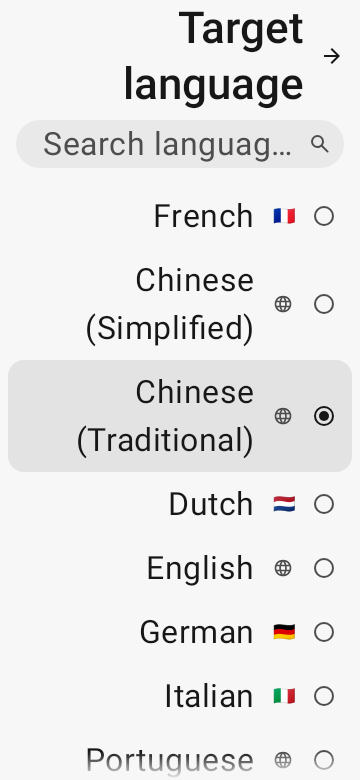 Target
language
Search languag…
French
Chinese
(Simplified)
Chinese
(Traditional)
Dutch
English
German
Italian
Portuguese